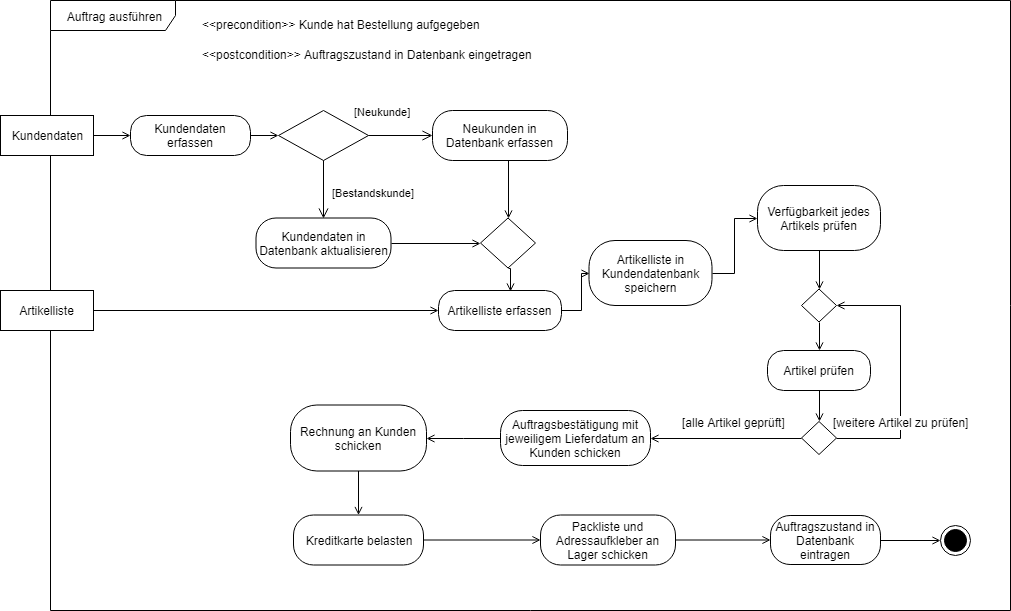 Auftrag ausführen
<<precondition>> Kunde hat Bestellung aufgegeben
<<postcondition>> Auftragszustand in Datenbank eingetragen
Kundendaten
Kundendaten
erfassen
[Neukunde]
Neukunden in
Datenbank erfassen
[Bestandskunde]
Kundendaten in
Datenbank aktualisieren
Artikelliste
Artikelliste erfassen
Artikelliste in
Kundendatenbank
speichern
Verfügbarkeit jedes
Artikels prüfen
Artikel prüfen
[alle Artikel geprüft]
[weitere Artikel zu prüfen]
Auftragsbestätigung mit
jeweiligem Lieferdatum an
Kunden schicken
Rechnung an Kunden
schicken
Kreditkarte belasten
Packliste und
Adressaufkleber an
Lager schicken
Auftragszustand in
Datenbank
eintragen